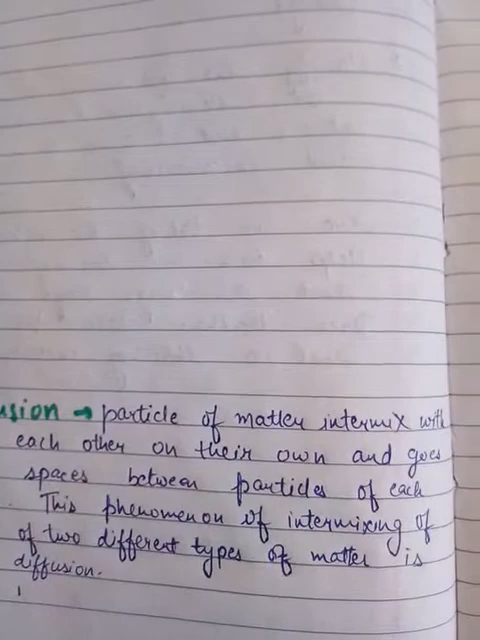 usion → particle of matter intermix with
each other on their own and goes
spaces between particles of each
This phenomenon of intermixing of
of two different types of matter is
diffusion.